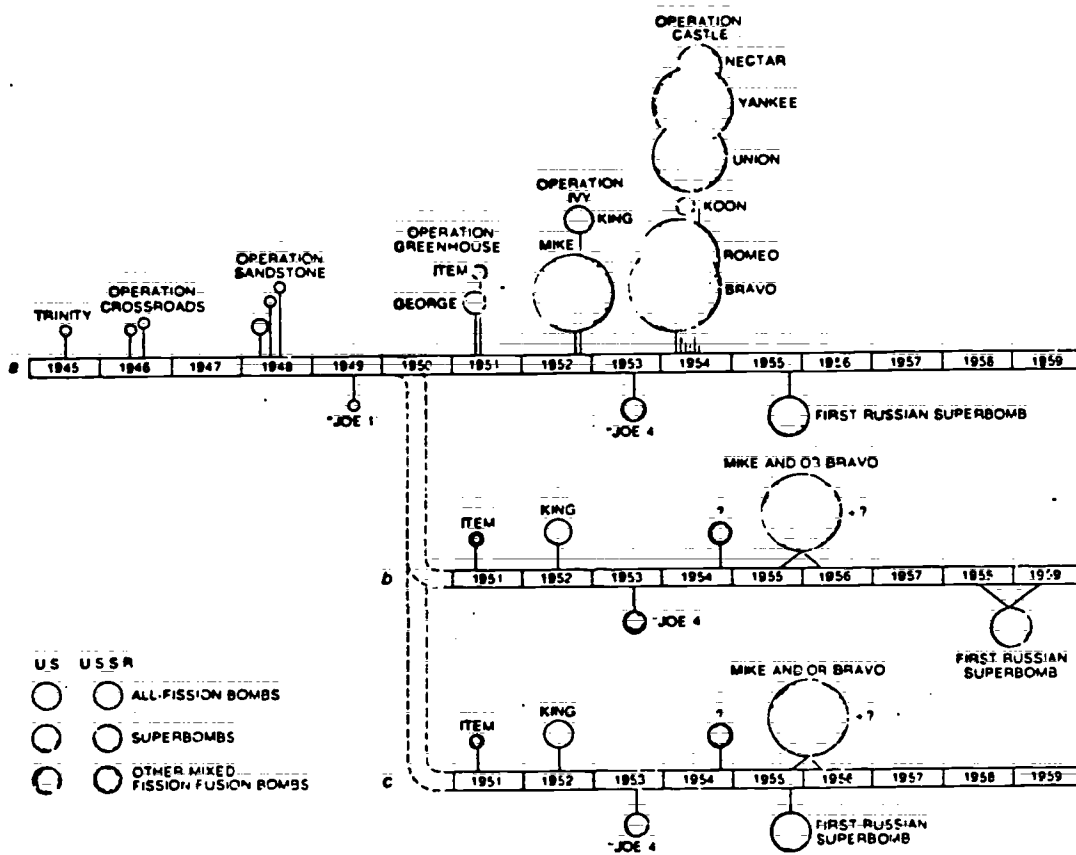 OPERATION
CASTLE
NECTAR
YANKEE
UNION
OPERATION
IVY
KING
KOON
OPERATION
GREENHOUSE
MIKE
ROMEO
OPERATION
SANDSTONE
ITEM
OPERATION
CROSSROADS
GEORGE
BRAVO
TRINITY
a 1945 1946 1947 1948 1949 1950 1951 1952 1953 1954 1955 1956 1957 1958 1959
"JOE 1
"JOE 4
FIRST RUSSIAN SUPERBOMB
MIKE AND OR BRAVO
+ ?
ITEM
KING
?
b 1951 1952 1953 1954 1955 1956 1957 1958 1959
"JOE 4
FIRST RUSSIAN
SUPERBOMB
MIKE AND OR BRAVO
+ ?
ITEM
KING
?
c 1951 1952 1953 1954 1955 1956 1957 1958 1959
"JOE 4
FIRST RUSSIAN
SUPERBOMB
U S U S S R
ALL-FISSION BOMBS
SUPERBOMBS
OTHER MIXED
FISSION FUSION BOMBS